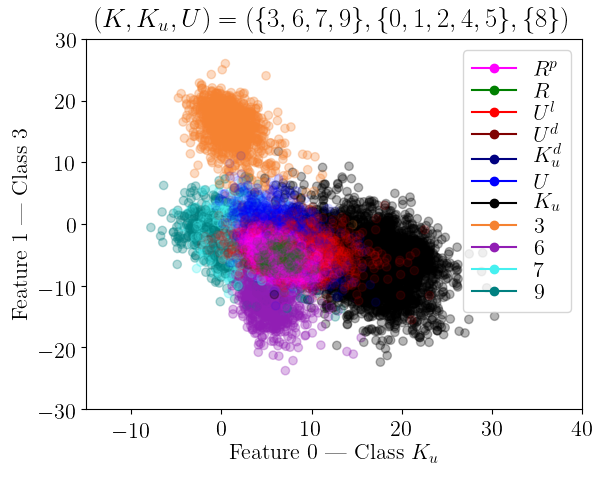 (K, K_u, U) = ({3, 6, 7, 9}, {0, 1, 2, 4, 5}, {8})
30
20
10
0
−10
−20
−30
Feature 1 — Class 3
R^p
R
U^l
U^d
K_u^d
U
K_u
3
6
7
9
−10 0 10 20 30 40
Feature 0 — Class K_u